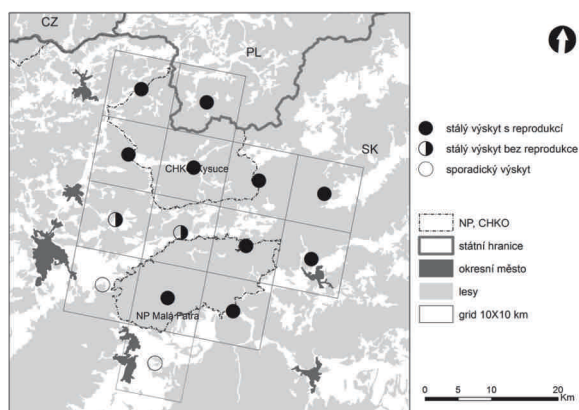 CZ
PL
SK
CHKO Kysuce
NP Malá Fatra
stálý výskyt s reprodukcí
stálý výskyt bez reprodukce
sporadický výskyt
NP, CHKO
státní hranice
okresní město
lesy
grid 10X10 km
0 5 10 20
Km